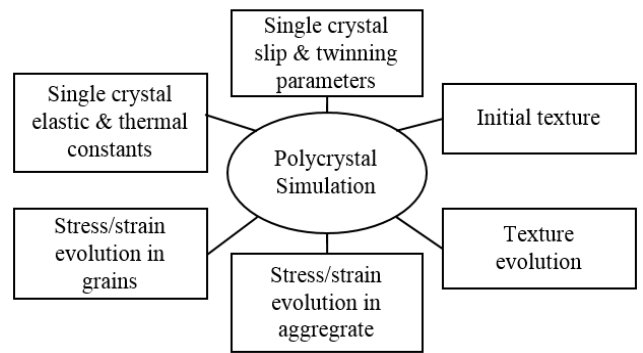 Single crystal
slip & twinning
parameters
Single crystal
elastic & thermal
constants
Initial texture
Polycrystal
Simulation
Stress/strain
evolution in
grains
Stress/strain
evolution in
aggregrate
Texture
evolution